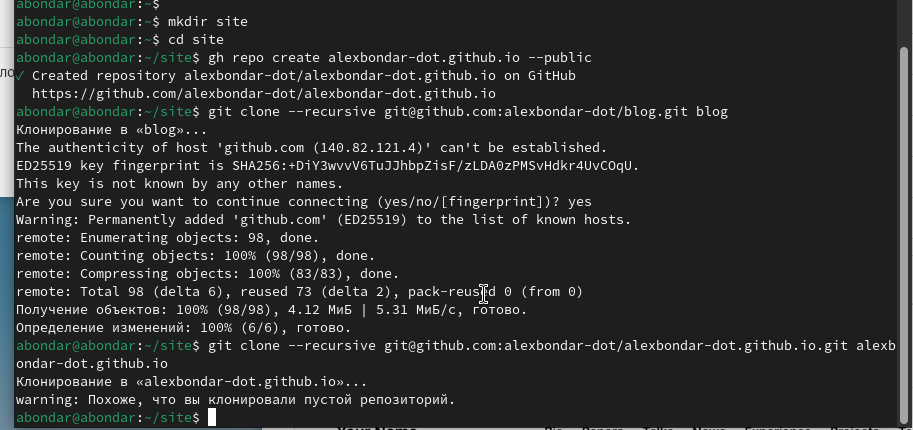 abondar@abondar:~$
abondar@abondar:~$ mkdir site
abondar@abondar:~$ cd site
abondar@abondar:~/site$ gh repo create alexbondar-dot.github.io --public
✓ Created repository alexbondar-dot/alexbondar-dot.github.io on GitHub
https://github.com/alexbondar-dot/alexbondar-dot.github.io
abondar@abondar:~/site$ git clone --recursive git@github.com:alexbondar-dot/blog.git blog
Клонирование в «blog»...
The authenticity of host 'github.com (140.82.121.4)' can't be established.
ED25519 key fingerprint is SHA256:+DiY3wvvV6TuJJhbpZisF/zLDA0zPMSvHdkr4UvCOqU.
This key is not known by any other names.
Are you sure you want to continue connecting (yes/no/[fingerprint])? yes
Warning: Permanently added 'github.com' (ED25519) to the list of known hosts.
remote: Enumerating objects: 98, done.
remote: Counting objects: 100% (98/98), done.
remote: Compressing objects: 100% (83/83), done.
remote: Total 98 (delta 6), reused 73 (delta 2), pack-reused 0 (from 0)
Получение объектов: 100% (98/98), 4.12 МиБ | 5.31 МиБ/с, готово.
Определение изменений: 100% (6/6), готово.
abondar@abondar:~/site$ git clone --recursive git@github.com:alexbondar-dot/alexbondar-dot.github.io.git alexb
ondar-dot.github.io
Клонирование в «alexbondar-dot.github.io»...
warning: Похоже, что вы клонировали пустой репозиторий.
abondar@abondar:~/site$